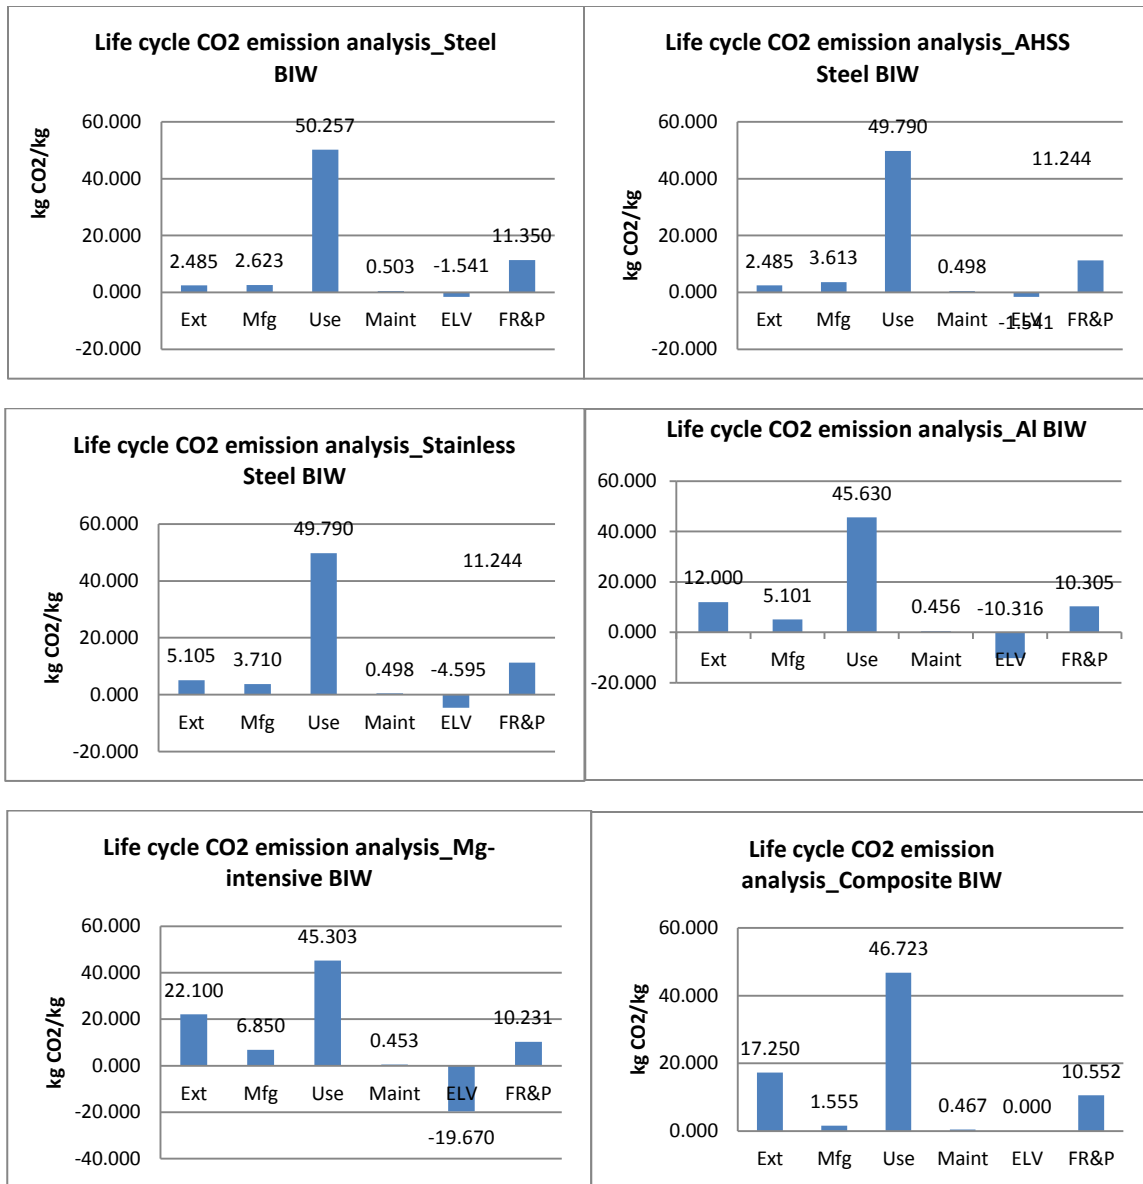 Life cycle CO2 emission analysis_Steel
BIW
kg CO2/kg
60.000
40.000
20.000
0.000
-20.000
2.485
2.623
50.257
0.503
-1.541
11.350
Ext
Mfg
Use
Maint
ELV
FR&P
Life cycle CO2 emission analysis_AHSS
Steel BIW
kg CO2/kg
60.000
40.000
20.000
0.000
-20.000
2.485
3.613
49.790
0.498
-1.541
11.244
Ext
Mfg
Use
Maint
ELV
FR&P
Life cycle CO2 emission analysis_Stainless
Steel BIW
kg CO2/kg
60.000
40.000
20.000
0.000
-20.000
5.105
3.710
49.790
0.498
-4.595
11.244
Ext
Mfg
Use
Maint
ELV
FR&P
Life cycle CO2 emission analysis_Al BIW
kg CO2/kg
60.000
40.000
20.000
0.000
-20.000
12.000
5.101
45.630
0.456
-10.316
10.305
Ext
Mfg
Use
Maint
ELV
FR&P
Life cycle CO2 emission analysis_Mg-
intensive BIW
kg CO2/kg
60.000
40.000
20.000
0.000
-20.000
-40.000
22.100
6.850
45.303
0.453
-19.670
10.231
Ext
Mfg
Use
Maint
ELV
FR&P
Life cycle CO2 emission
analysis_Composite BIW
kg CO2/kg
60.000
40.000
20.000
0.000
17.250
1.555
46.723
0.467
0.000
10.552
Ext
Mfg
Use
Maint
ELV
FR&P